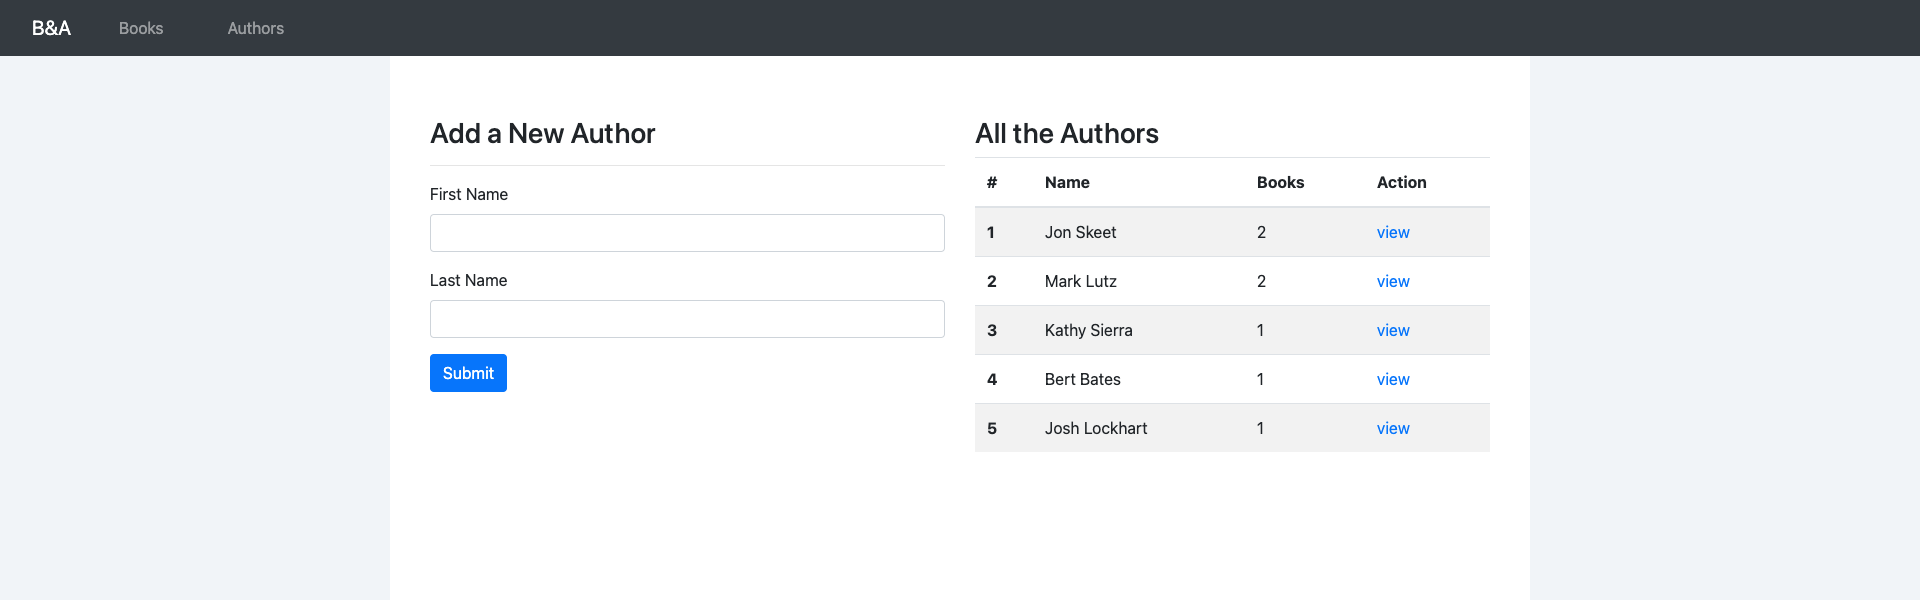 B&A Books Authors
Add a New Author
First Name
Last Name
Submit
All the Authors
# Name Books Action
1 Jon Skeet 2 view
2 Mark Lutz 2 view
3 Kathy Sierra 1 view
4 Bert Bates 1 view
5 Josh Lockhart 1 view